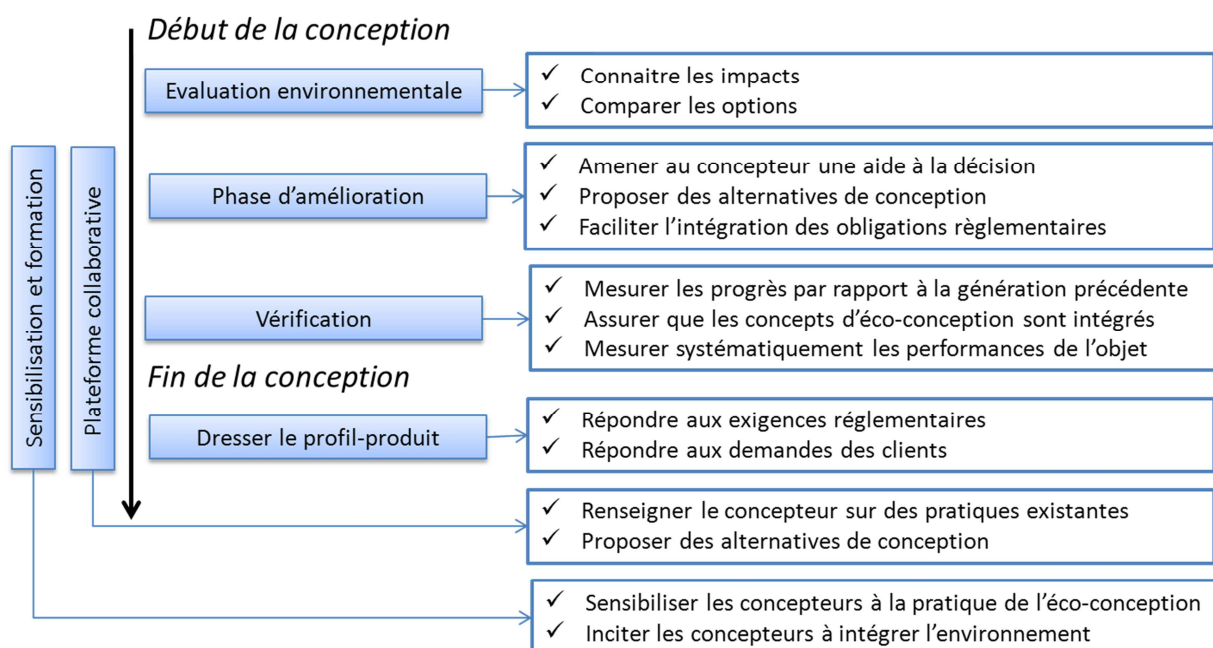 Début de la conception
Evaluation environnementale
✓ Connaitre les impacts
✓ Comparer les options
Sensibilisation et formation
Plateforme collaborative
Phase d'amélioration
✓ Amener au concepteur une aide à la décision
✓ Proposer des alternatives de conception
✓ Faciliter l'intégration des obligations règlementaires
Vérification
✓ Mesurer les progrès par rapport à la génération précédente
✓ Assurer que les concepts d'éco-conception sont intégrés
✓ Mesurer systématiquement les performances de l'objet
Fin de la conception
Dresser le profil-produit
✓ Répondre aux exigences réglementaires
✓ Répondre aux demandes des clients
✓ Renseigner le concepteur sur des pratiques existantes
✓ Proposer des alternatives de conception
✓ Sensibiliser les concepteurs à la pratique de l'éco-conception
✓ Inciter les concepteurs à intégrer l'environnement